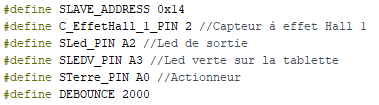 #define SLAVE_ADDRESS 0x14
#define C_EffetHall_1_PIN 2 //Capteur à effet Hall 1
#define SLed_PIN A2 //Led de sortie
#define SLEDV_PIN A3 //Led verte sur la tablette
#define STerre_PIN A0 //Actionneur
#define DEBOUNCE 2000